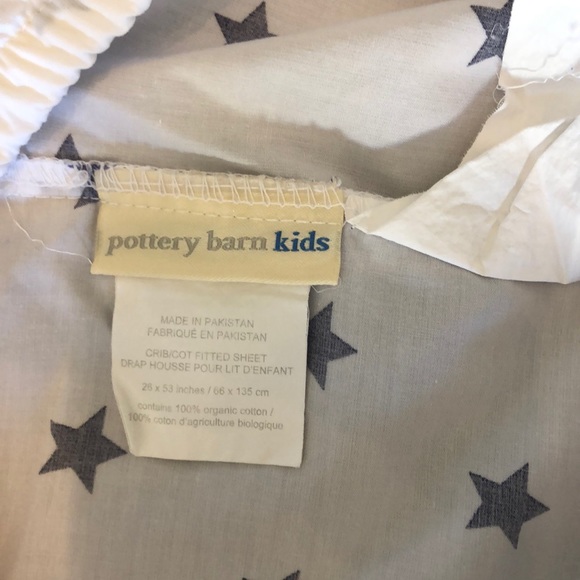 pottery barn kids
MADE IN PAKISTAN
FABRIQUÉ EN PAKISTAN
CRIB/COT FITTED SHEET
DRAP HOUSSE POUR LIT D'ENFANT
28 x 53 inches / 66 x 135 cm
contains 100% organic cotton /
100% coton d'agriculture biologique